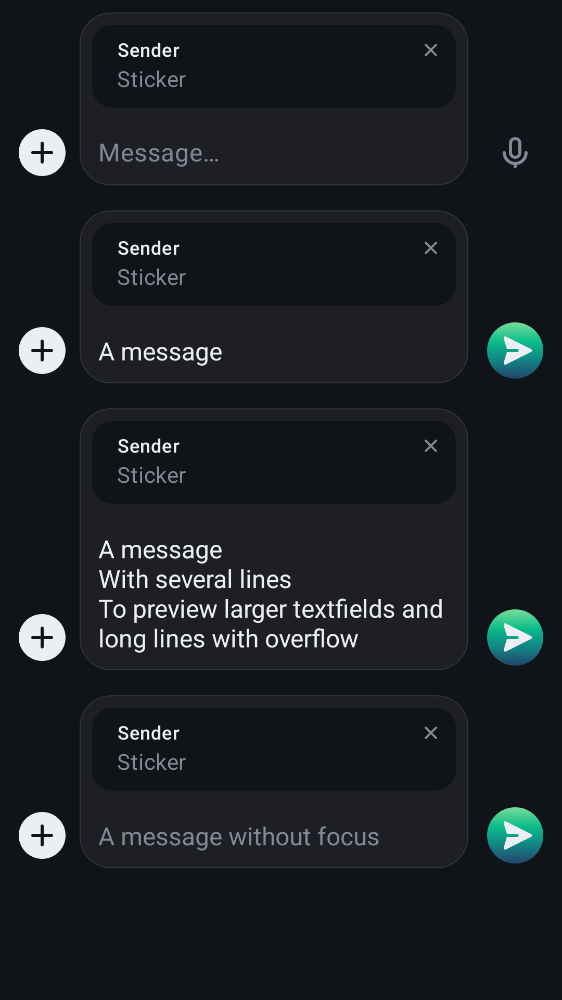 Sender
Sticker
Message…
Sender
Sticker
A message
Sender
Sticker
A message
With several lines
To preview larger textfields and
long lines with overflow
Sender
Sticker
A message without focus